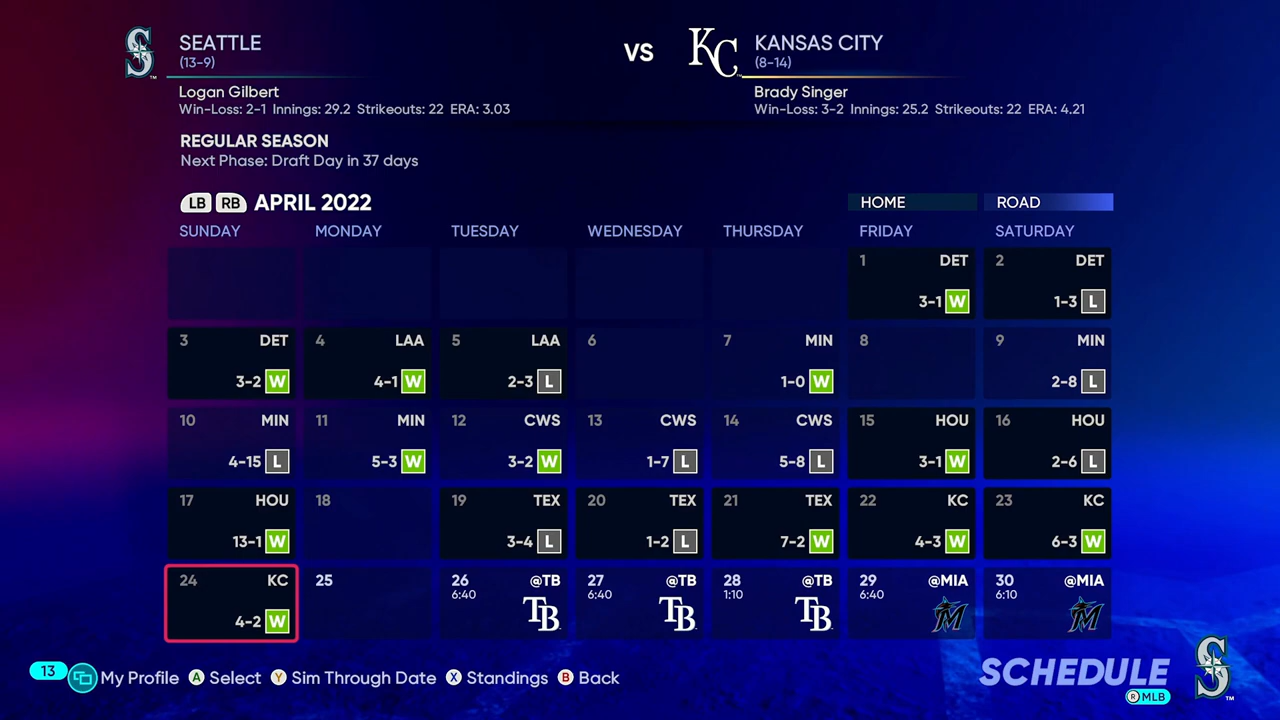 SEATTLE
(13-9)
VS
KC
KANSAS CITY
(8-14)
Logan Gilbert
Win-Loss: 2-1 Innings: 29.2 Strikeouts: 22 ERA: 3.03
Brady Singer
Win-Loss: 3-2 Innings: 25.2 Strikeouts: 22 ERA: 4.21
REGULAR SEASON
Next Phase: Draft Day in 37 days
LB RB APRIL 2022
HOME ROAD
SUNDAY MONDAY TUESDAY WEDNESDAY THURSDAY FRIDAY SATURDAY
1 DET 2 DET
3-1 W 1-3 L
3 DET 4 LAA 5 LAA 6 7 MIN 8 9 MIN
3-2 W 4-1 W 2-3 L 1-0 W 2-8 L
10 MIN 11 MIN 12 CWS 13 CWS 14 CWS 15 HOU 16 HOU
4-15 L 5-3 W 3-2 W 1-7 L 5-8 L 3-1 W 2-6 L
17 HOU 18 19 TEX 20 TEX 21 TEX 22 KC 23 KC
13-1 W 3-4 L 1-2 L 7-2 W 4-3 W 6-3 W
24 KC 25 26 @TB 27 @TB 28 @TB 29 @MIA 30 @MIA
6:40 6:40 1:10 6:40 6:10
4-2 W TB TB TB M M
13 My Profile A Select Y Sim Through Date X Standings B Back
SCHEDULE
R MLB
S